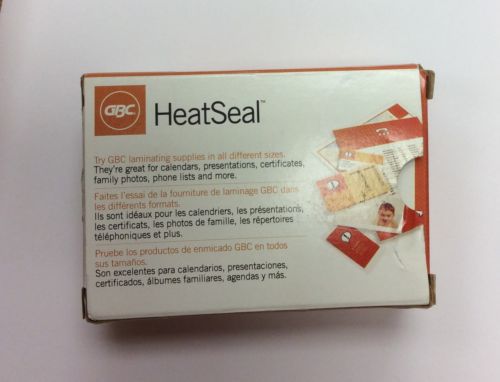 GBC
HeatSeal™
Try GBC laminating supplies in all different sizes.
They're great for calendars, presentations, certificates,
family photos, phone lists and more.
Faites l'essai de la fourniture de laminage GBC dans
les différents formats.
Ils sont idéaux pour les calendriers, les présentations,
les certificats, les photos de famille, les répertoires
téléphoniques et plus.
Pruebe los productos de enmicado GBC en todos
sus tamaños.
Son excelentes para calendarios, presentaciones,
certificados, álbumes familiares, agendas y más.